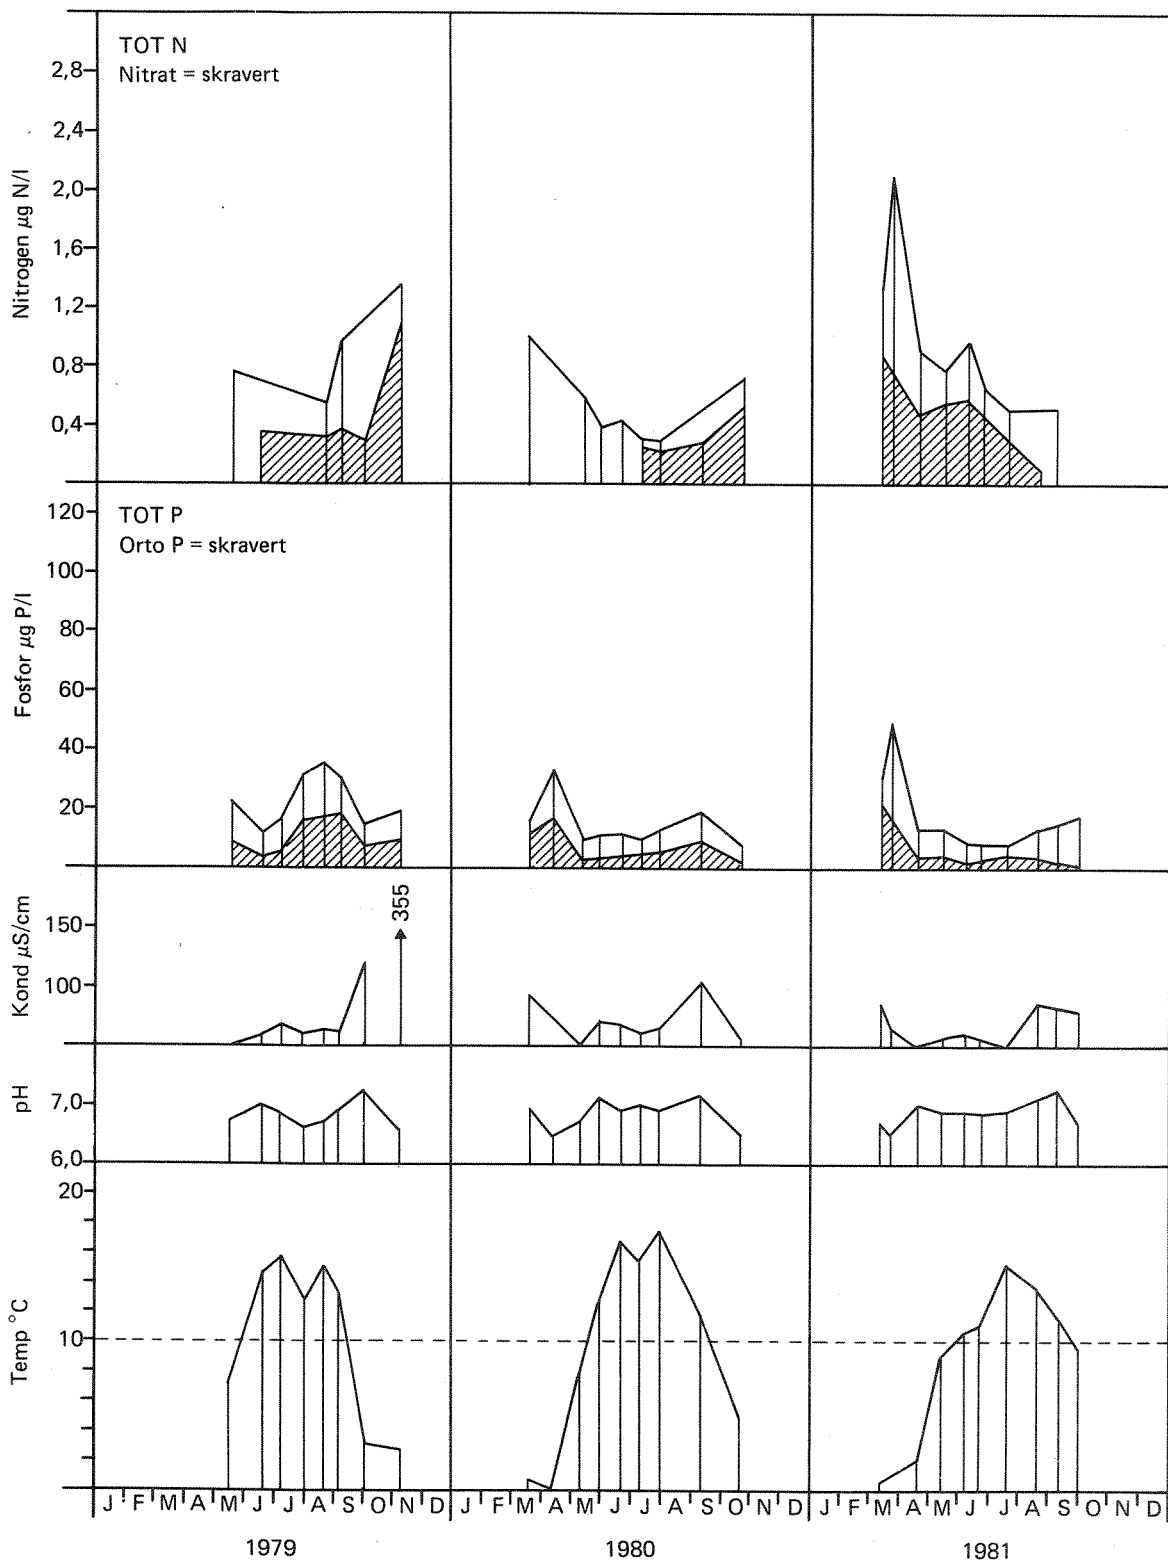 TOT N
Nitrat = skravert
Nitrogen µg N/l
2,8
2,4
2,0
1,6
1,2
0,8
0,4
TOT P
Orto P = skravert
Fosfor µg P/l
120
100
80
60
40
20
Kond µS/cm
150
100
355
pH
7,0
6,0
Temp °C
20
10
J F M A M J J A S O N D J F M A M J J A S O N D J F M A M J J A S O N D
1979 1980 1981